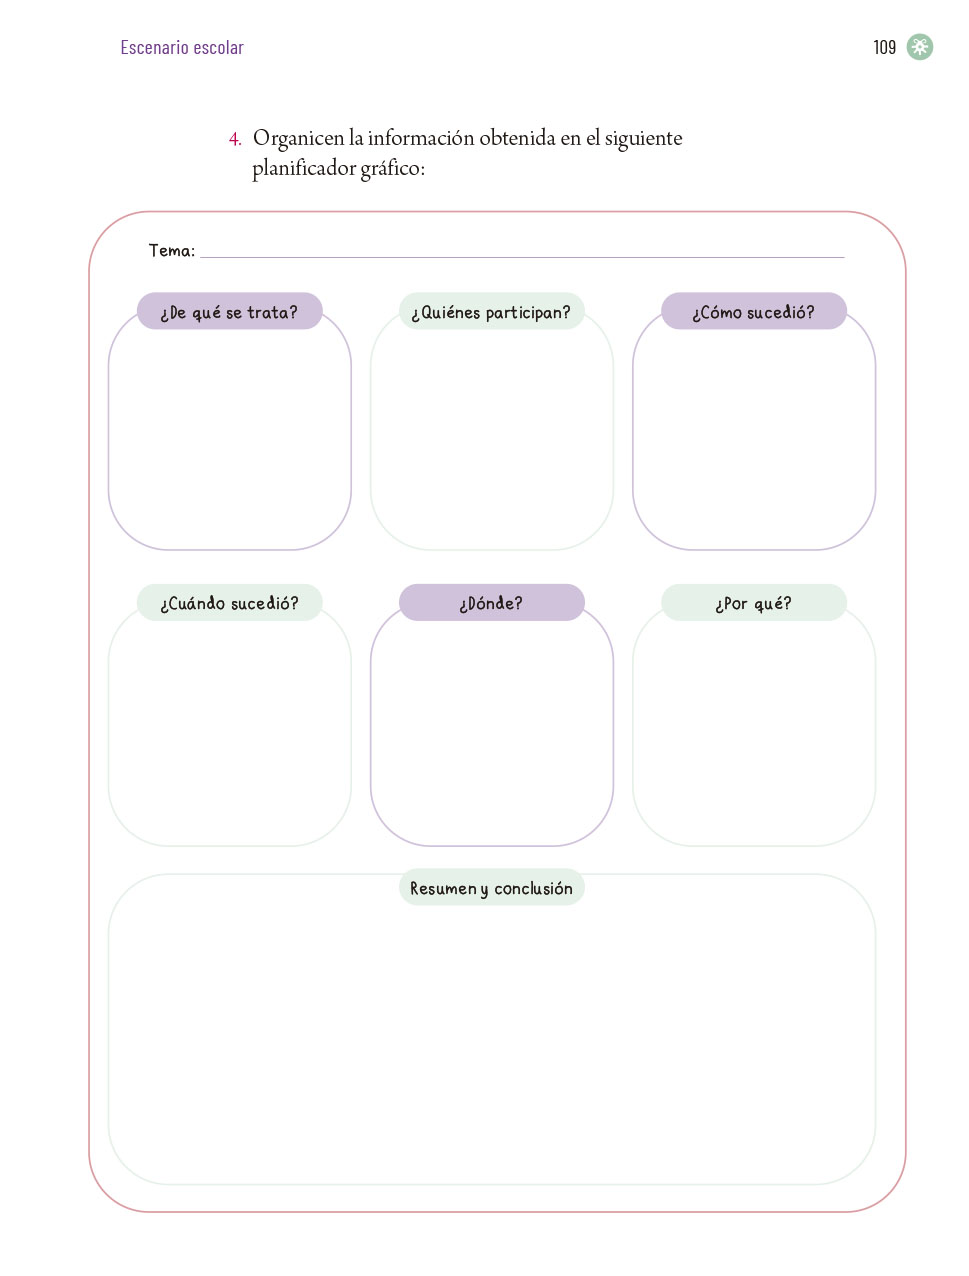 Escenario escolar
109
4. Organicen la información obtenida en el siguiente
planificador gráfico:
Tema:
¿De qué se trata?
¿Quiénes participan?
¿Cómo sucedió?
¿Cuándo sucedió?
¿Dónde?
¿Por qué?
Resumen y conclusión